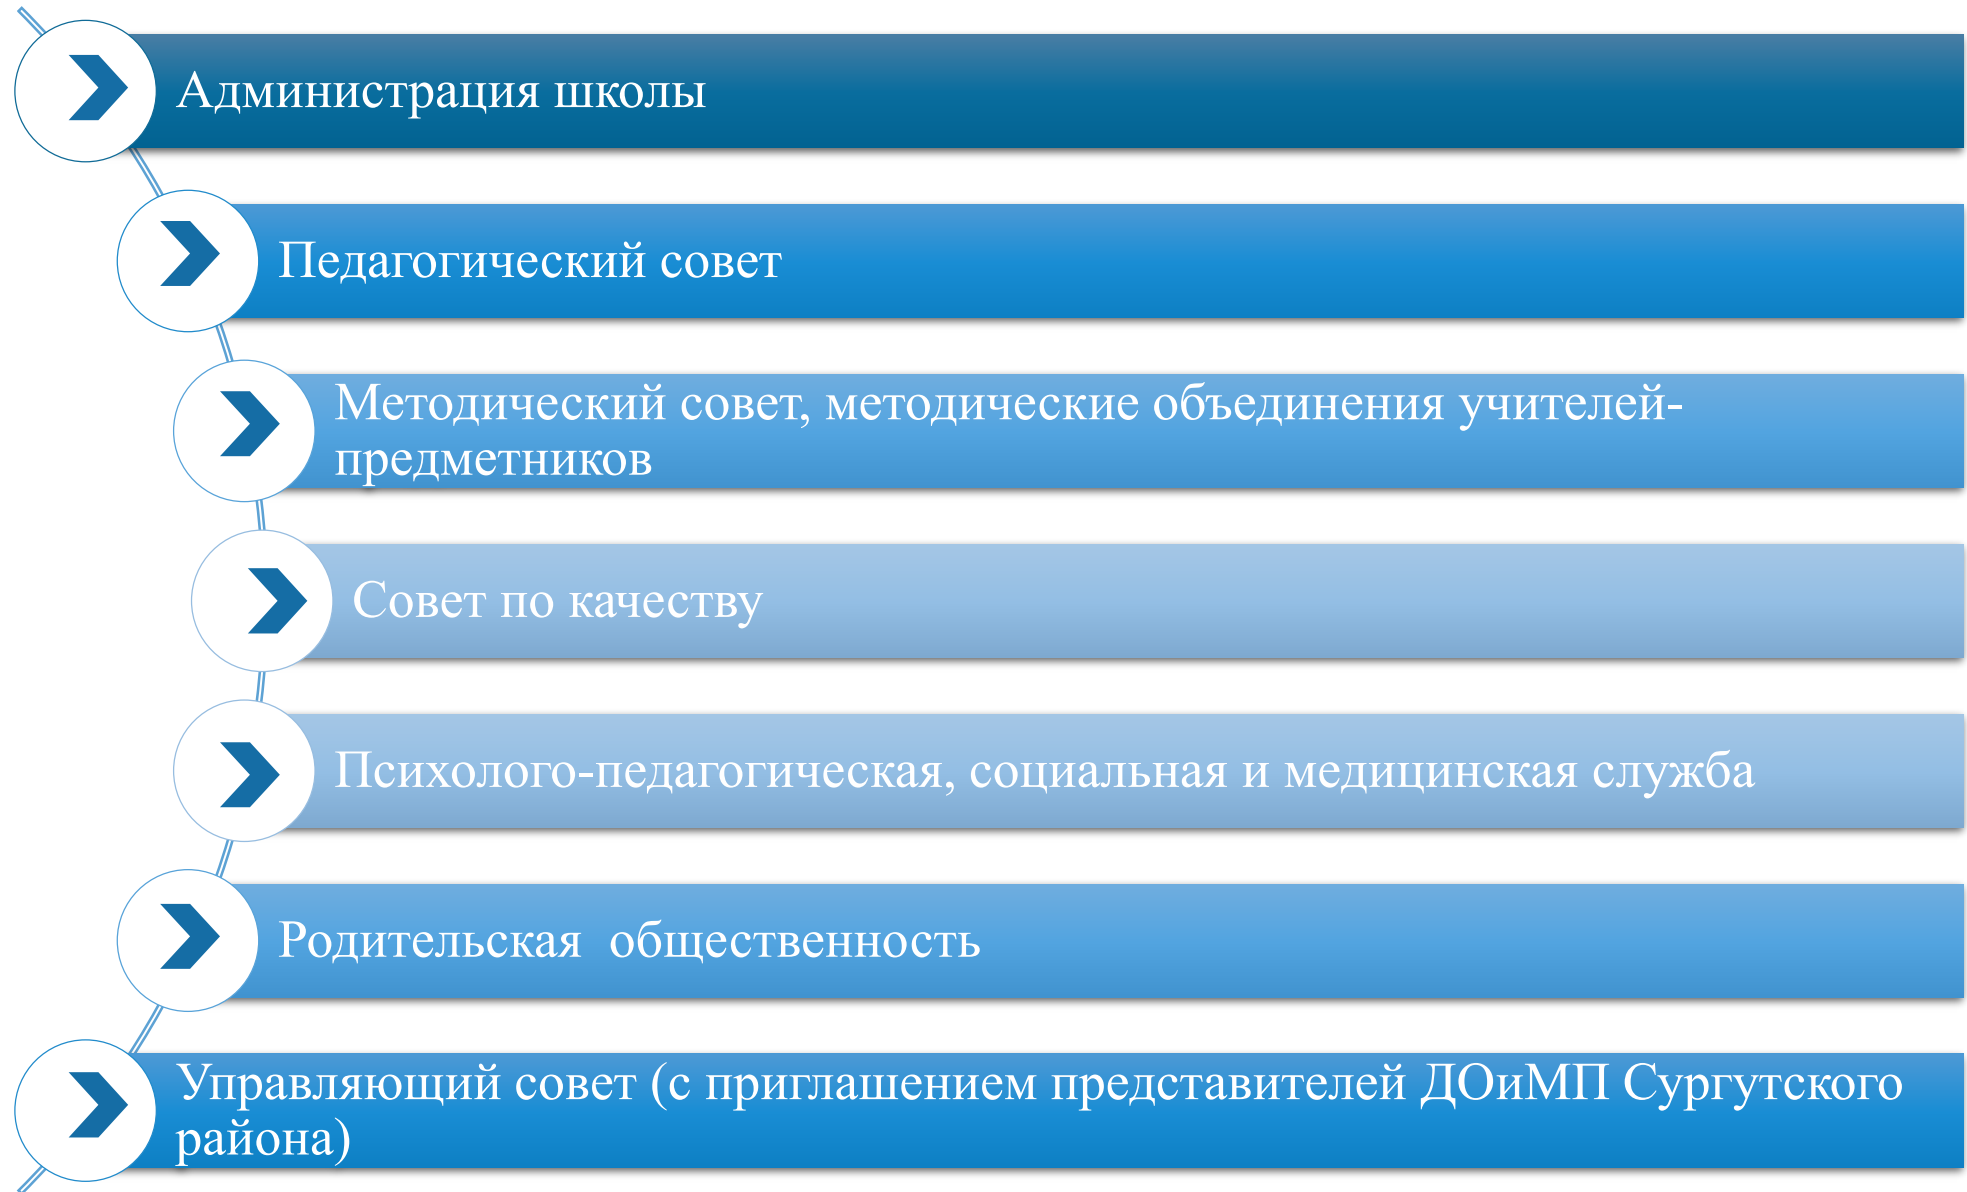 Администрация школы
Педагогический совет
Методический совет, методические объединения учителей-
предметников
Совет по качеству
Психолого-педагогическая, социальная и медицинская служба
Родительская  общественность
Управляющий совет (с приглашением представителей ДОиМП Сургутского
района)